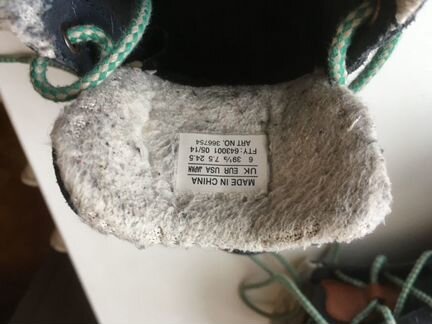 MADE IN CHINA
UK EUR USA JAPAN
6 39⅓ 7.5 24.5
FTY: 643001 05/14
ART NO. 366754